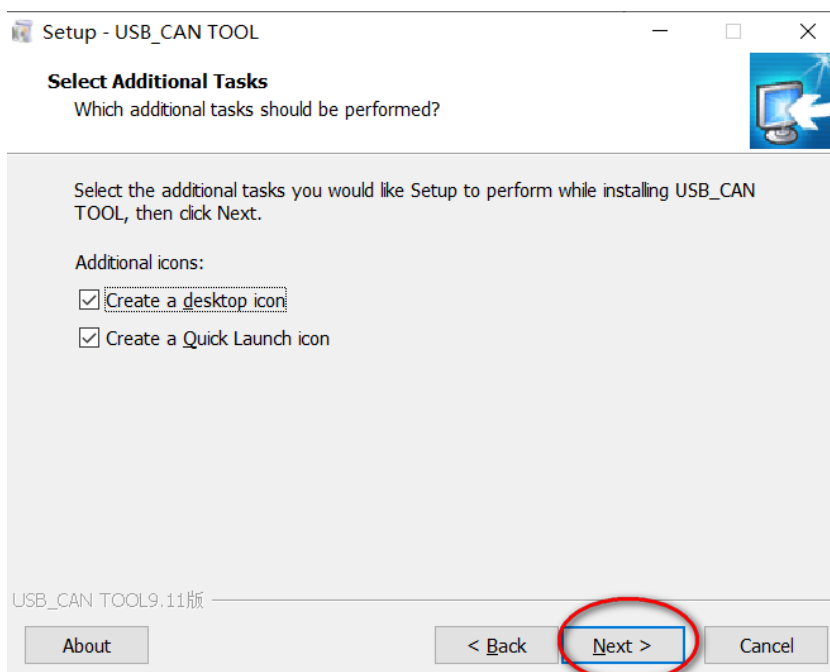 Setup - USB_CAN TOOL
Select Additional Tasks
Which additional tasks should be performed?
Select the additional tasks you would like Setup to perform while installing USB_CAN
TOOL, then click Next.
Additional icons:
Create a desktop icon
Create a Quick Launch icon
USB_CAN TOOL9.11版
About
< Back
Next >
Cancel